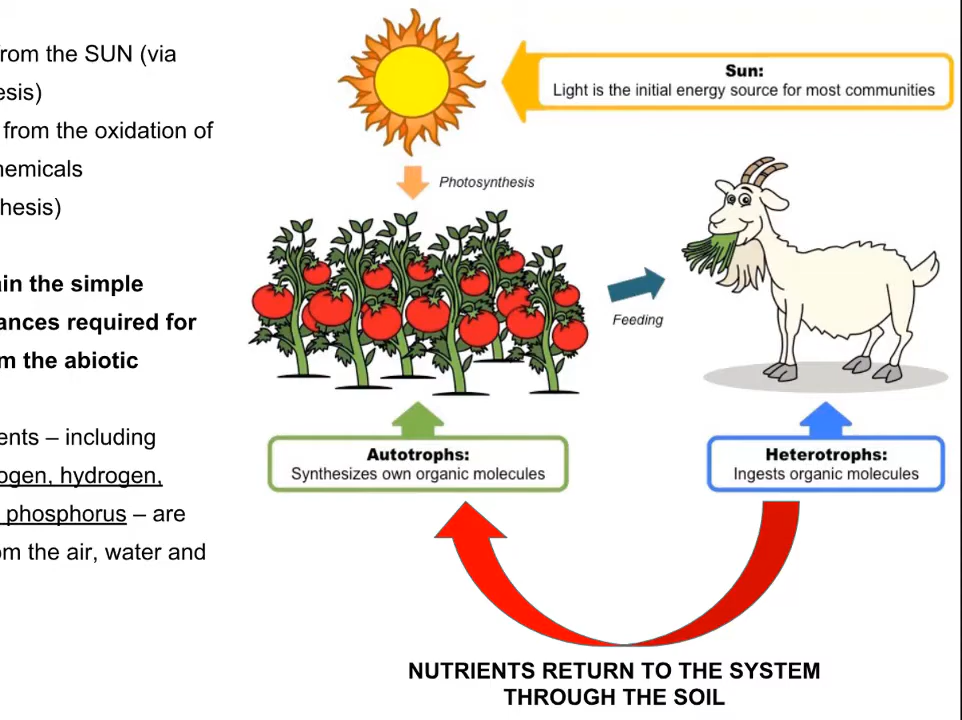 from the SUN (via
esis)
from the oxidation of
hemicals
hesis)
ain the simple
ances required for
m the abiotic
ents – including
ogen, hydrogen,
phosphorus – are
om the air, water and
Sun:
Light is the initial energy source for most communities
Photosynthesis
Feeding
Autotrophs:
Synthesizes own organic molecules
Heterotrophs:
Ingests organic molecules
NUTRIENTS RETURN TO THE SYSTEM
THROUGH THE SOIL